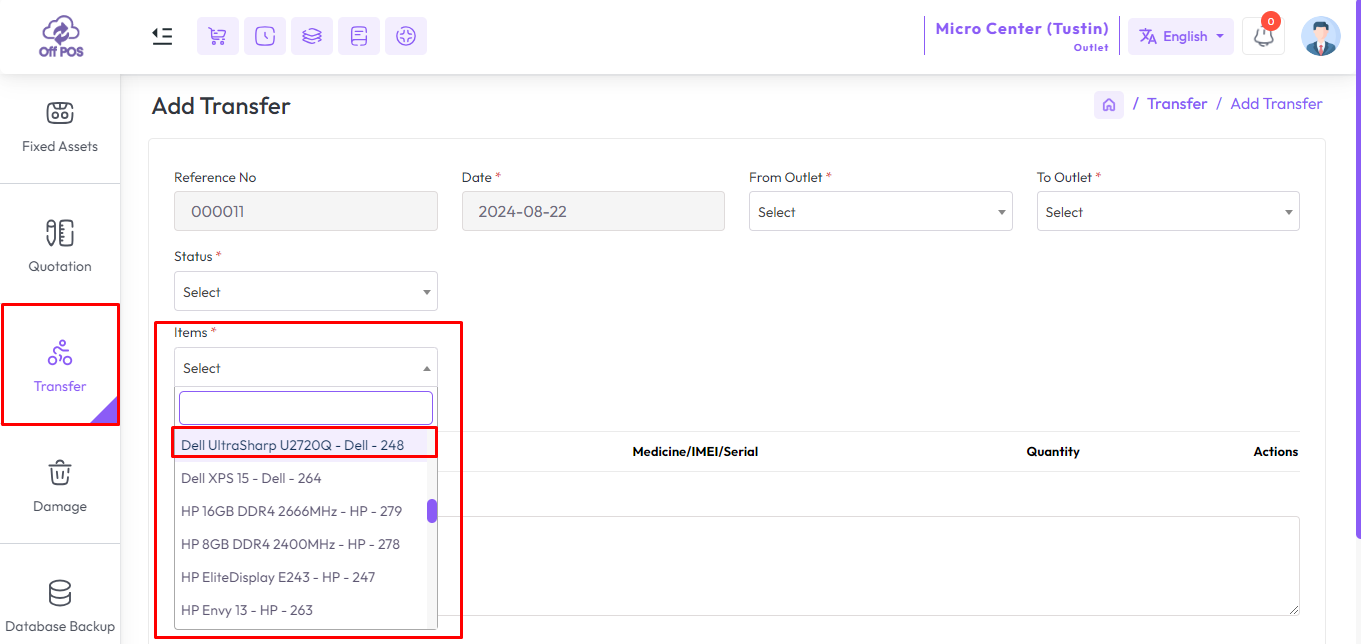 Off POS
Micro Center (Tustin)
Outlet
English
0
Fixed Assets
Quotation
Transfer
Damage
Database Backup
Add Transfer
/ Transfer / Add Transfer
Reference No
000011
Date *
2024-08-22
From Outlet *
Select
To Outlet *
Select
Status *
Select
Items *
Select
Dell UltraSharp U2720Q - Dell - 248
Dell XPS 15 - Dell - 264
HP 16GB DDR4 2666MHz - HP - 279
HP 8GB DDR4 2400MHz - HP - 278
HP EliteDisplay E243 - HP - 247
HP Envy 13 - HP - 263
Medicine/IMEI/Serial Quantity Actions